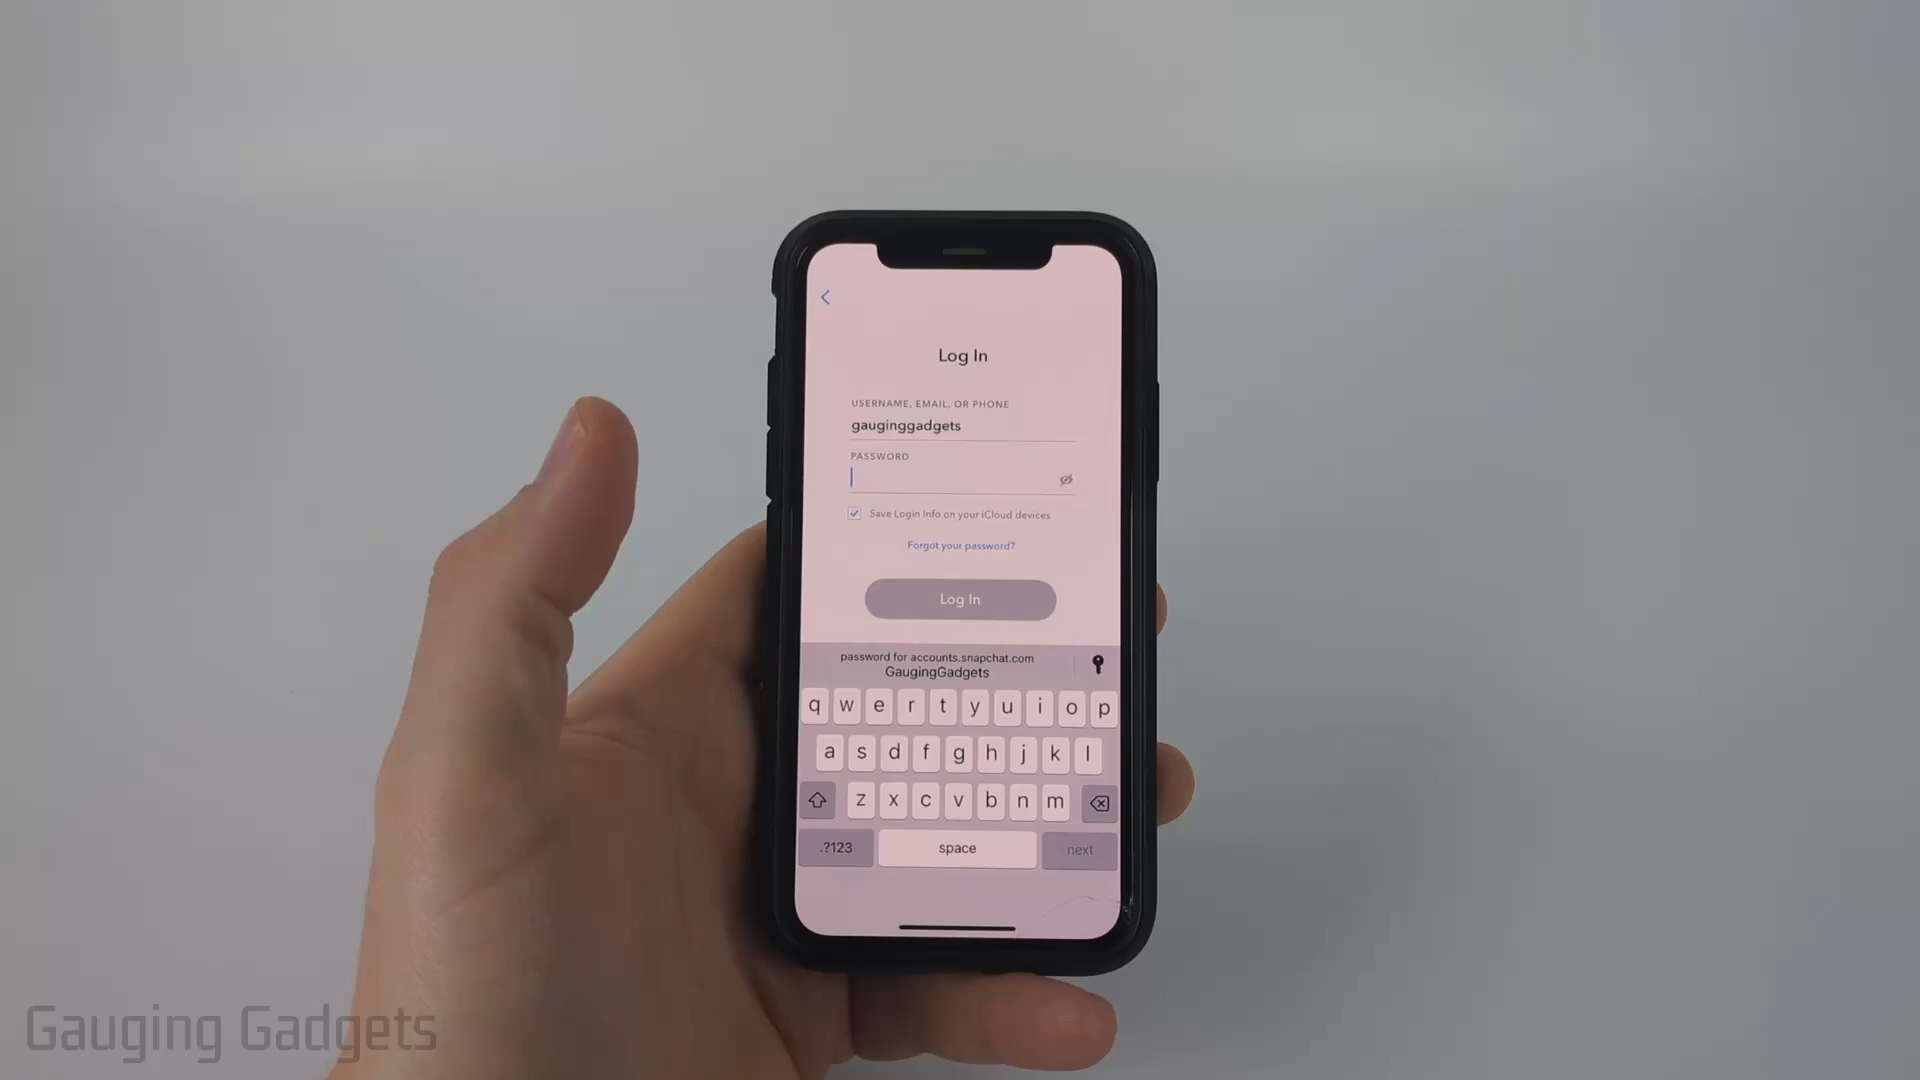 Log In
USERNAME, EMAIL, OR PHONE
gauginggadgets
PASSWORD
Save Login Info on your iCloud devices
Forgot your password?
Log In
password for accounts.snapchat.com
GaugingGadgets
q w e r t y u i o p
a s d f g h j k l
z x c v b n m
.?123 space next
Gauging Gadgets